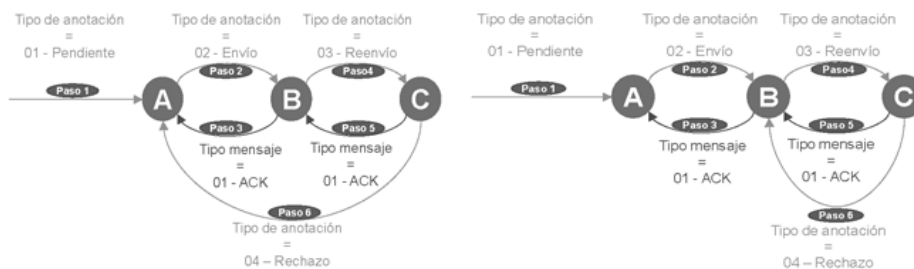 Tipo de anotación
=
01 - Pendiente
Tipo de anotación
=
02 - Envío
Tipo de anotación
=
03 - Reenvío
Paso 1
Paso 2
Paso4
A
B
C
Paso 3
Paso 5
Tipo mensaje
=
01 - ACK
Tipo mensaje
=
01 - ACK
Paso 6
Tipo de anotación
=
04 – Rechazo
Tipo de anotación
=
01 - Pendiente
Tipo de anotación
=
02 - Envío
Tipo de anotación
=
03 - Reenvío
Paso 1
Paso 2
Paso4
A
B
C
Paso 3
Paso 5
Tipo mensaje
=
01 - ACK
Tipo mensaje
=
01 - ACK
Paso 6
Tipo de anotación
=
04 – Rechazo